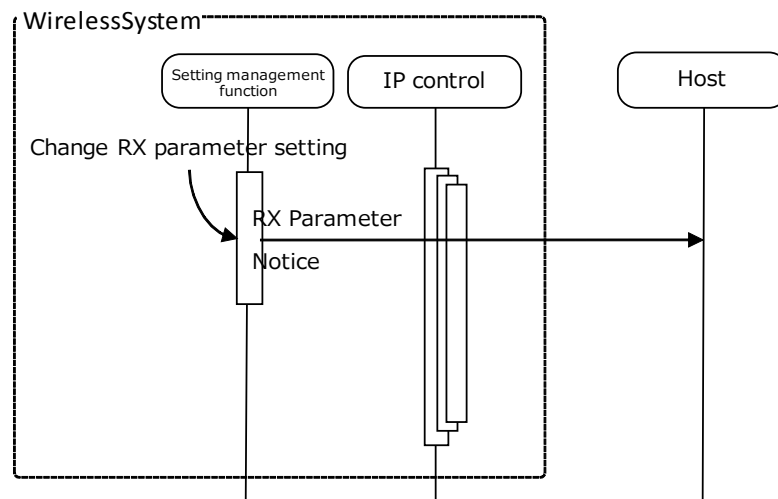 WirelessSystem
Setting management
function
IP control
Host
Change RX parameter setting
RX Parameter
Notice